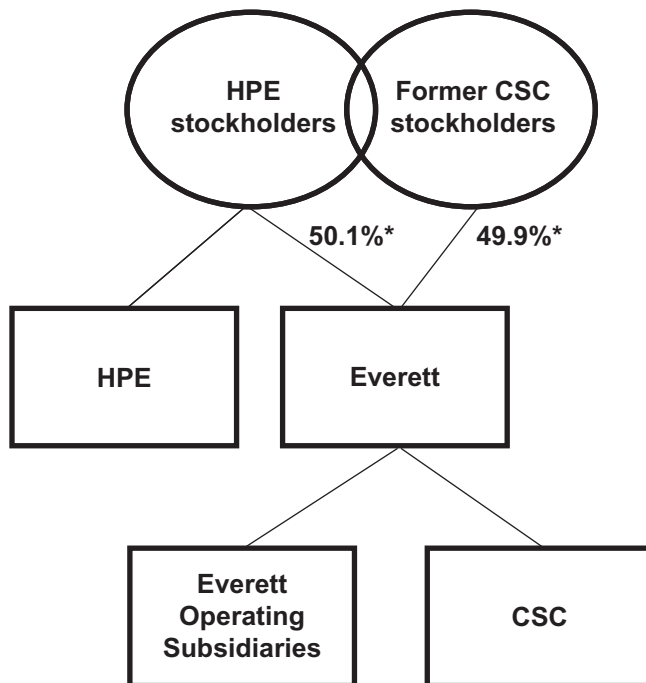 HPE
stockholders
Former CSC
stockholders
50.1%*
49.9%*
HPE
Everett
Everett
Operating
Subsidiaries
CSC